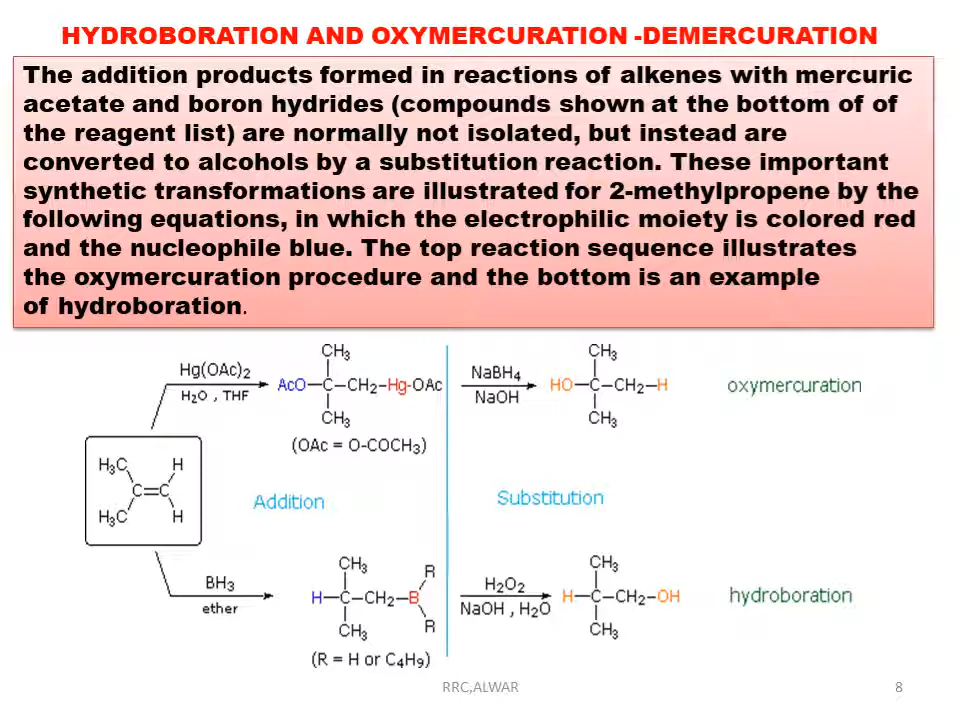 HYDROBORATION AND OXYMERCURATION -DEMERCURATION
The addition products formed in reactions of alkenes with mercuric
acetate and boron hydrides (compounds shown at the bottom of of
the reagent list) are normally not isolated, but instead are
converted to alcohols by a substitution reaction. These important
synthetic transformations are illustrated for 2-methylpropene by the
following equations, in which the electrophilic moiety is colored red
and the nucleophile blue. The top reaction sequence illustrates
the oxymercuration procedure and the bottom is an example
of hydroboration.
CH₃ CH₃
Hg(OAc)₂ NaBH₄
AcO–C–CH₂–Hg-OAc HO–C–CH₂–H oxymercuration
H₂O , THF NaOH
CH₃ CH₃
(OAc = O-COCH₃)
H₃C H
C=C
H₃C H
Addition Substitution
CH₃ R CH₃
BH₃ H₂O₂
H–C–CH₂–B H–C–CH₂–OH hydroboration
ether NaOH , H₂O
CH₃ R CH₃
(R = H or C₄H₉)
RRC,ALWAR 8